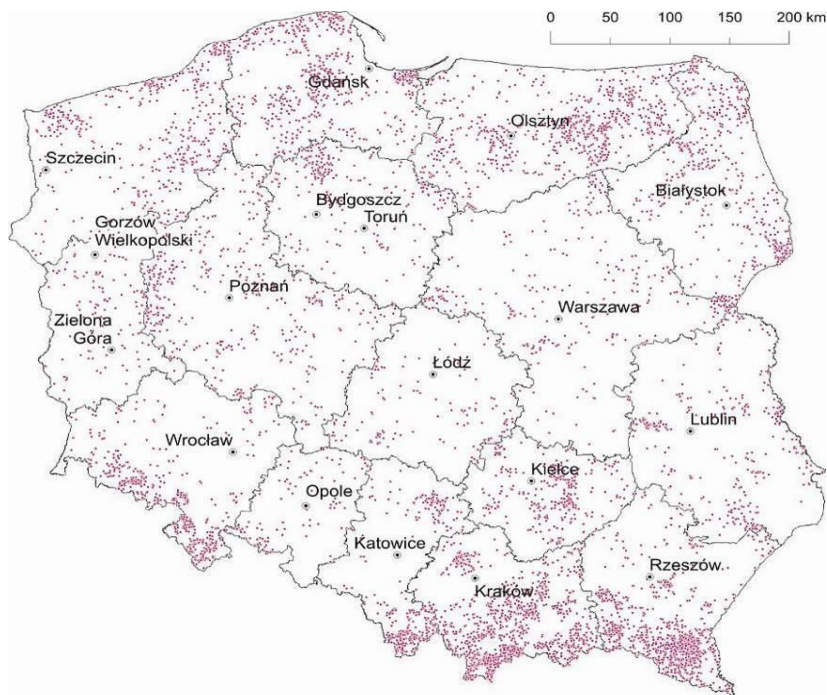 0 50 100 150 200 km
Gdańsk
Olsztyn
Szczecin
Bydgoszcz
Toruń
Białystok
Gorzów
Wielkopolski
Poznań
Warszawa
Zielona
Góra
Łódź
Lublin
Wrocław
Kielce
Opole
Katowice
Rzeszów
Kraków